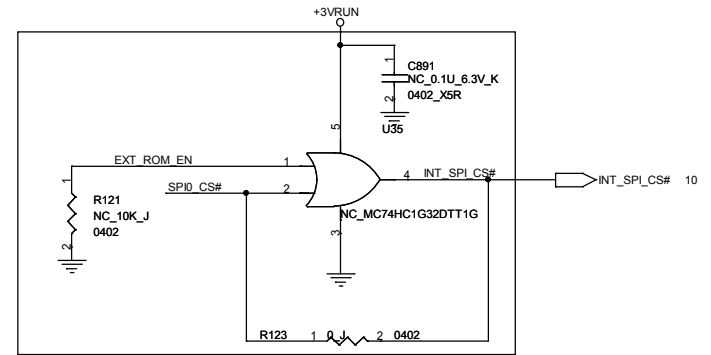 +3VRUN
1
C891
NC_0.1U_6.3V_K
2
0402_X5R
5
U35
EXT_ROM_EN
1
1
SPI0_CS#
2
4
INT_SPI_CS#
INT_SPI_CS# 10
R121
NC_10K_J
0402
NC_MC74HC1G32DTT1G
3
2
R123 1 0_J 2 0402